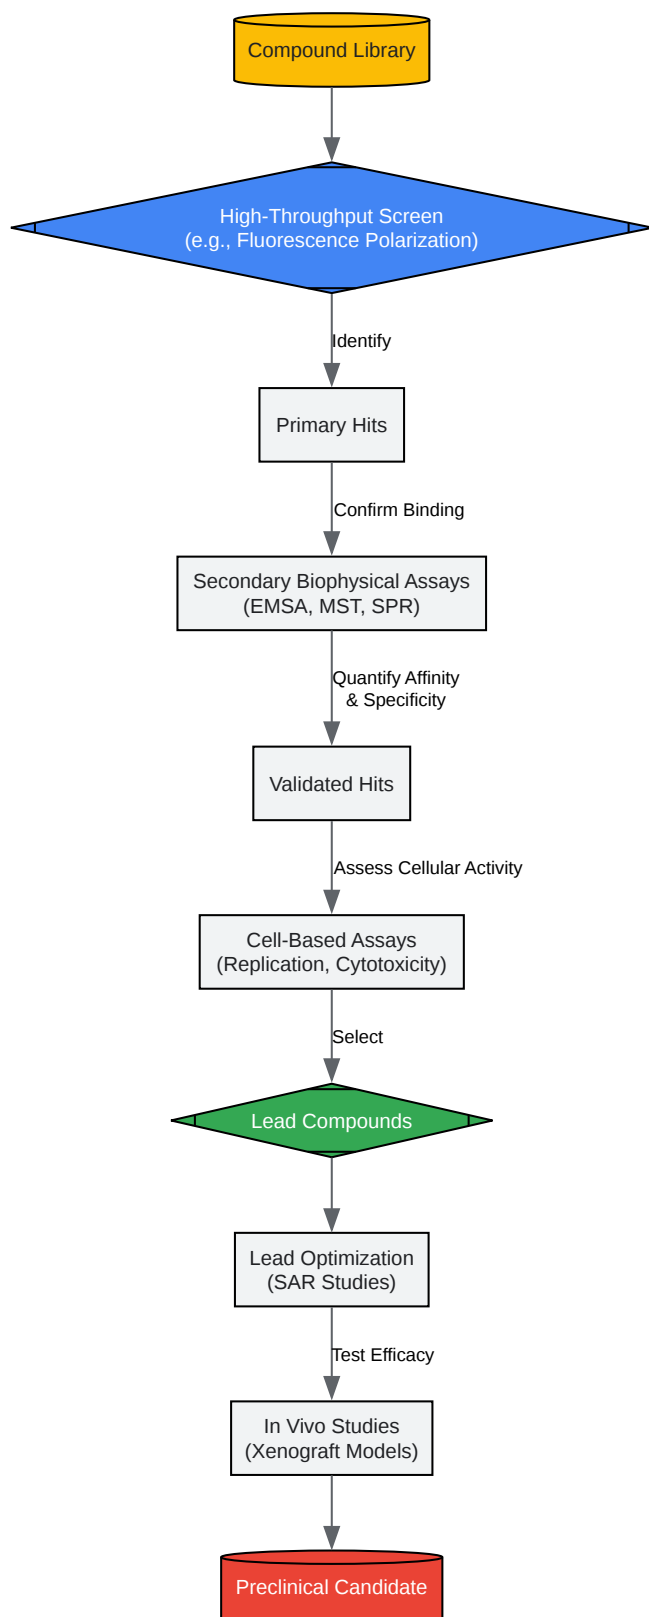 Compound Library
High-Throughput Screen
(e.g., Fluorescence Polarization)
Identify
Primary Hits
Confirm Binding
Secondary Biophysical Assays
(EMSA, MST, SPR)
Quantify Affinity
& Specificity
Validated Hits
Assess Cellular Activity
Cell-Based Assays
(Replication, Cytotoxicity)
Select
Lead Compounds
Lead Optimization
(SAR Studies)
Test Efficacy
In Vivo Studies
(Xenograft Models)
Preclinical Candidate